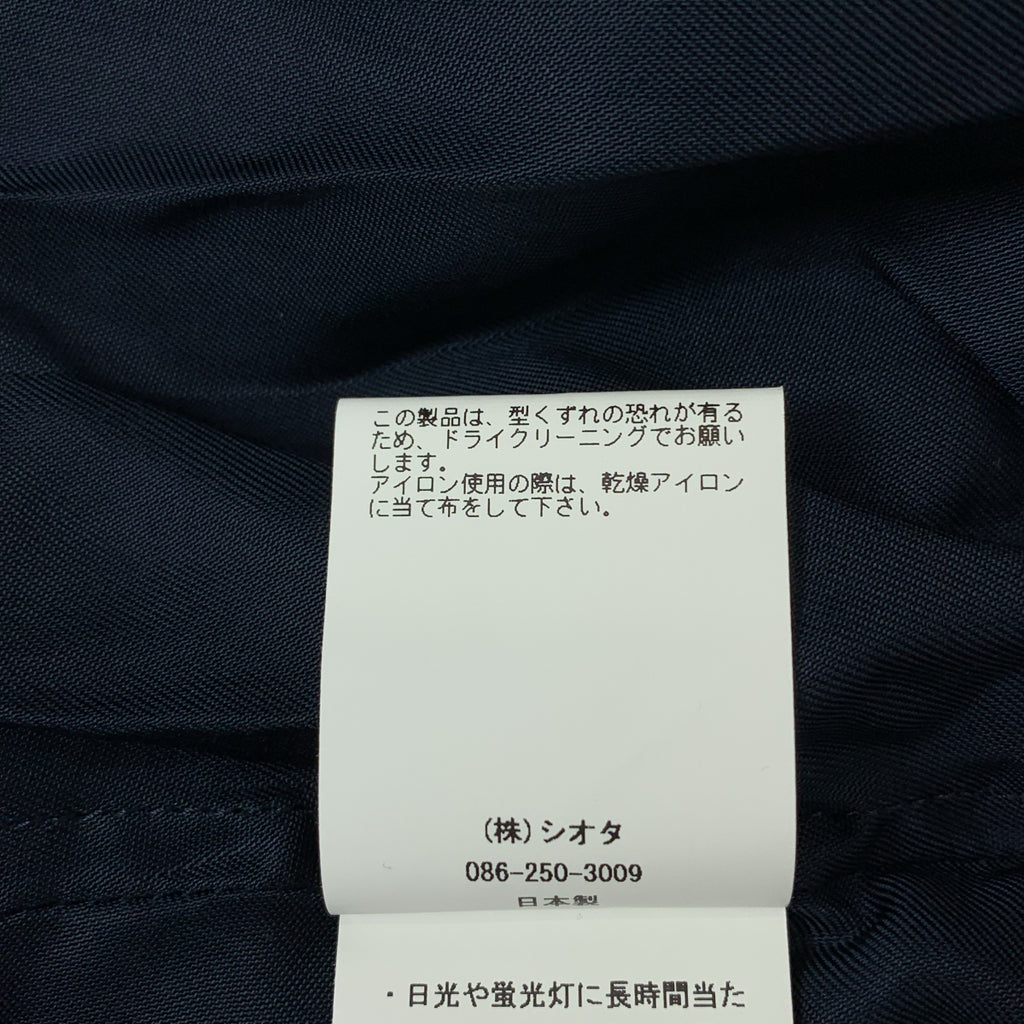 この製品は、型くずれの恐れが有る
ため、ドライクリーニングでお願い
します。
アイロン使用の際は、乾燥アイロン
に当て布をして下さい。
(株)シオタ
086-250-3009
日本製
・日光や蛍光灯に長時間当た